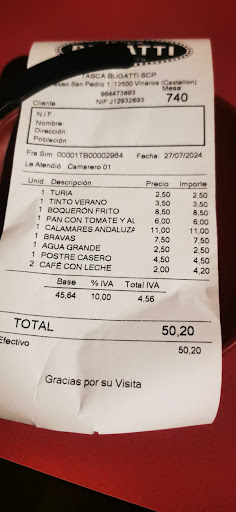 BUGATTI
TASCA BUGATTI SCP
Paseo San Pedro 1, 12500 Vinaros (Castellon)
964473893 Mesa
NIF J12932893 740
Cliente
N.I.F.:
Nombre:
Dirección:
Población:
Fra Sim 00001TB00002984 Fecha: 27/07/2024
Le Atendió Camarero 01
Unid. Descripción Precio Importe
1 TURIA 2,50 2,50
1 TINTO VERANO 3,50 3,50
1 BOQUERÓN FRITO 8,50 8,50
1 PAN CON TOMATE Y AL 6,00 6,00
1 CALAMARES ANDALUZA 11,00 11,00
1 BRAVAS 7,50 7,50
1 AGUA GRANDE 2,50 2,50
1 POSTRE CASERO 4,50 4,50
2 CAFÉ CON LECHE 2,00 4,20
Base % IVA Total IVA
45,64 10,00 4,56
TOTAL 50,20
Efectivo 50,20
Gracias por su Visita